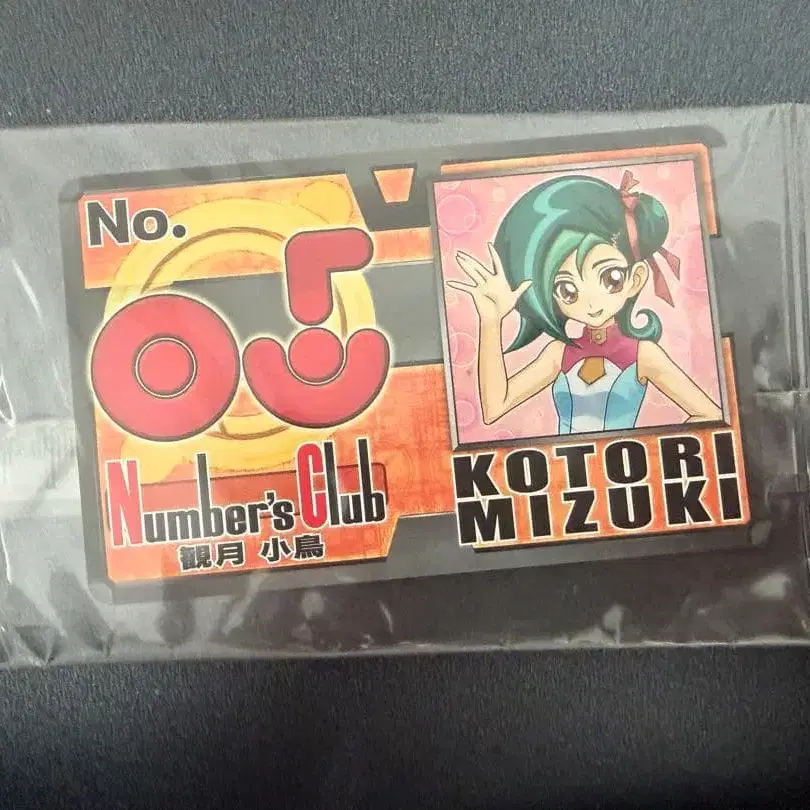 No.
05
Number's Club
観月 小鳥
KOTORI
MIZUKI